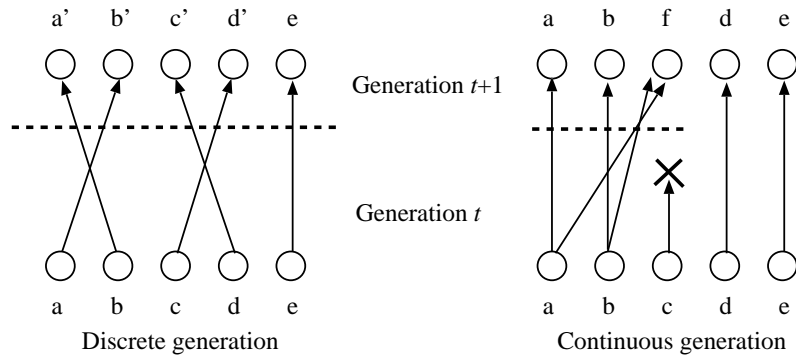 a’ b’ c’ d’ e a b f d e
Generation t+1
Generation t
a b c d e a b c d e
Discrete generation Continuous generation